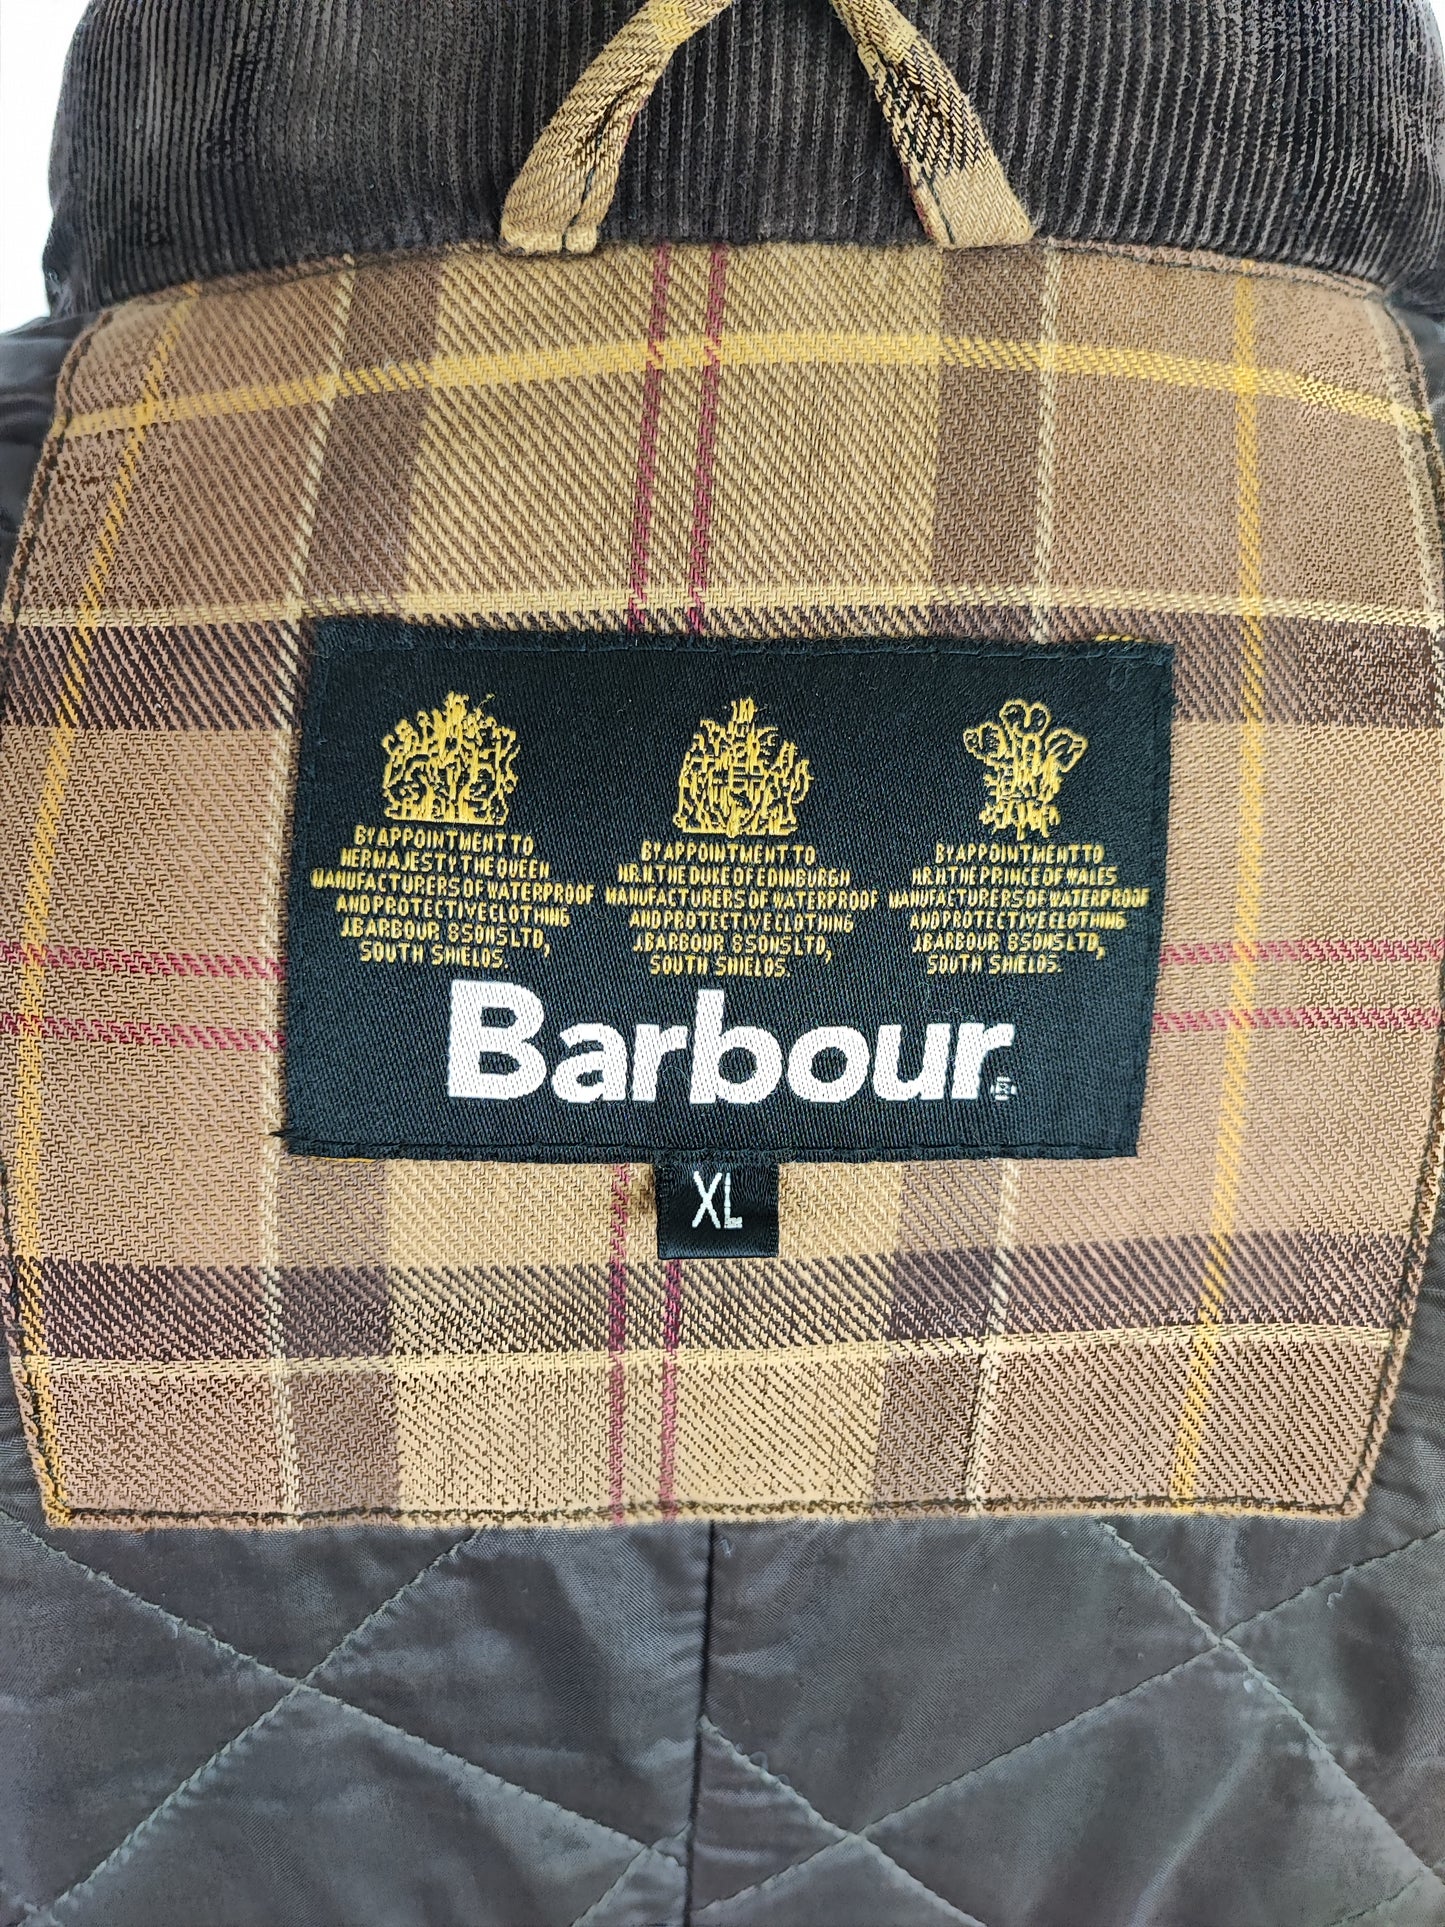 BY APPOINTMENT TO
HER MAJESTY THE QUEEN
MANUFACTURERS OF WATERPROOF
AND PROTECTIVE CLOTHING
J.BARBOUR & SONS LTD,
SOUTH SHIELDS.
BY APPOINTMENT TO
H.R.H. THE DUKE OF EDINBURGH
MANUFACTURERS OF WATERPROOF
AND PROTECTIVE CLOTHING
J.BARBOUR & SONS LTD,
SOUTH SHIELDS.
BY APPOINTMENT TO
H.R.H. THE PRINCE OF WALES
MANUFACTURERS OF WATERPROOF
AND PROTECTIVE CLOTHING
J.BARBOUR & SONS LTD,
SOUTH SHIELDS.
Barbour®
XL